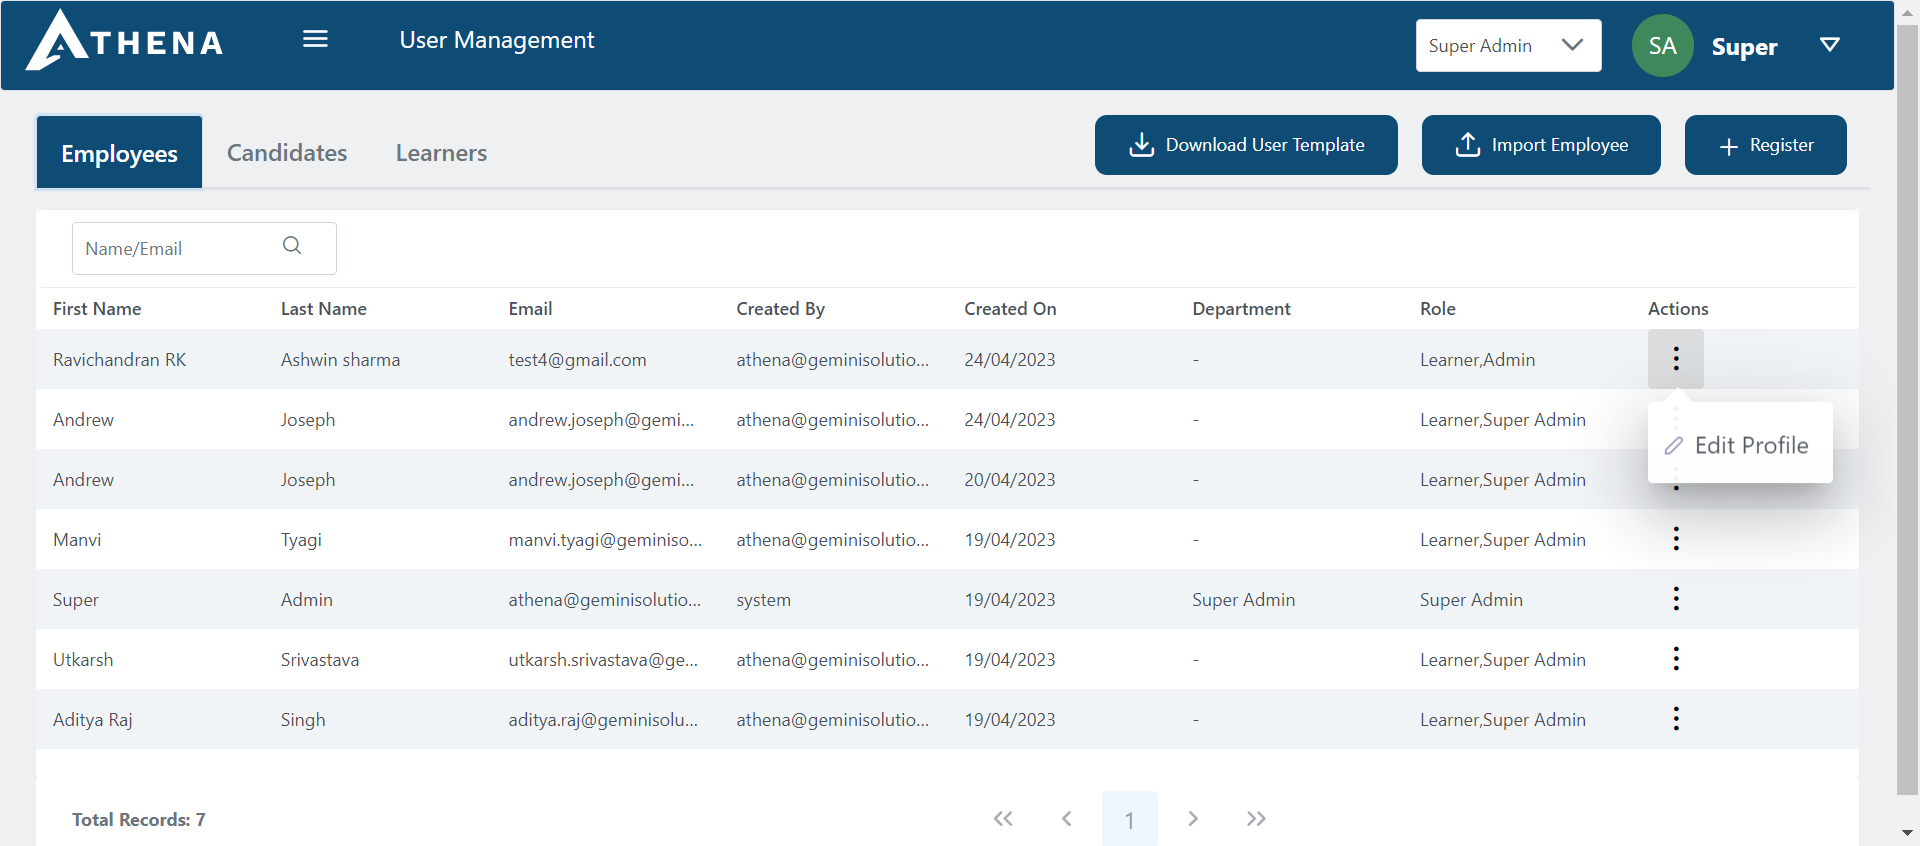 ATHENA
User Management
Super Admin
SA
Super
Employees
Candidates
Learners
Download User Template
Import Employee
Register
Name/Email
First Name Last Name Email Created By Created On Department Role Actions
Ravichandran RK Ashwin sharma test4@gmail.com athena@geminisolutio... 24/04/2023 - Learner,Admin
Andrew Joseph andrew.joseph@gemi... athena@geminisolutio... 24/04/2023 - Learner,Super Admin
Edit Profile
Andrew Joseph andrew.joseph@gemi... athena@geminisolutio... 20/04/2023 - Learner,Super Admin
Manvi Tyagi manvi.tyagi@geminiso... athena@geminisolutio... 19/04/2023 - Learner,Super Admin
Super Admin athena@geminisolutio... system 19/04/2023 Super Admin Super Admin
Utkarsh Srivastava utkarsh.srivastava@ge... athena@geminisolutio... 19/04/2023 - Learner,Super Admin
Aditya Raj Singh aditya.raj@geminisolu... athena@geminisolutio... 19/04/2023 - Learner,Super Admin
Total Records: 7
1